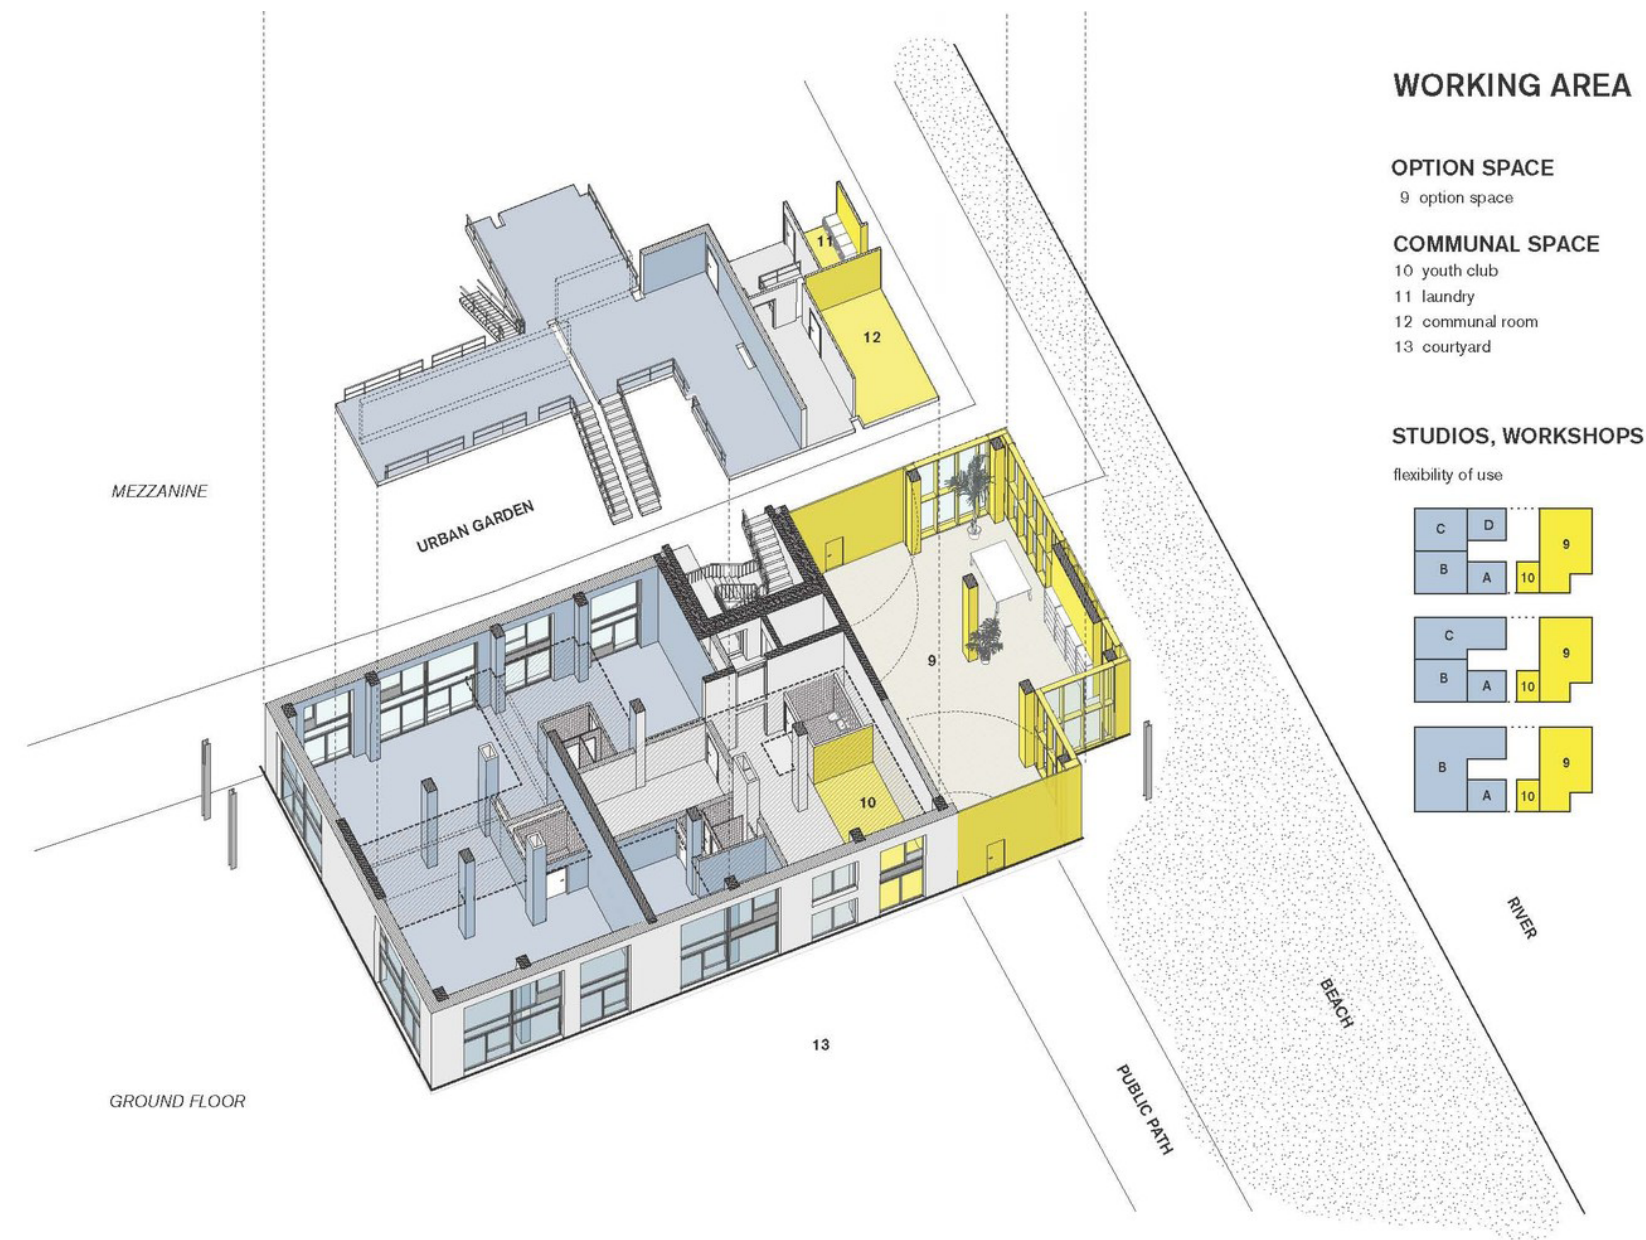 WORKING AREA
OPTION SPACE
9 option space
COMMUNAL SPACE
10 youth club
11 laundry
12 communal room
13 courtyard
STUDIOS, WORKSHOPS
flexibility of use
C D 9
B A 10
C 9
B A 10
B 9
A 10
11
12
MEZZANINE
URBAN GARDEN
9
10
13
GROUND FLOOR
PUBLIC PATH
BEACH
RIVER